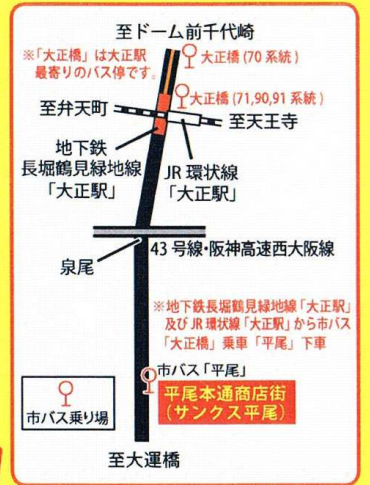 至ドーム前千代崎
※「大正橋」は大正駅
最寄りのバス停です。
大正橋(70系統)
大正橋(71,90,91系統)
至弁天町
至天王寺
地下鉄
長堀鶴見緑地線
「大正駅」
JR環状線
「大正駅」
43号線・阪神高速西大阪線
泉尾
※地下鉄長堀鶴見緑地線「大正駅」
及びJR環状線「大正駅」から市バス
「大正橋」乗車「平尾」下車
市バス「平尾」
平尾本通商店街
(サンクス平尾)
市バス乗り場
至大運橋